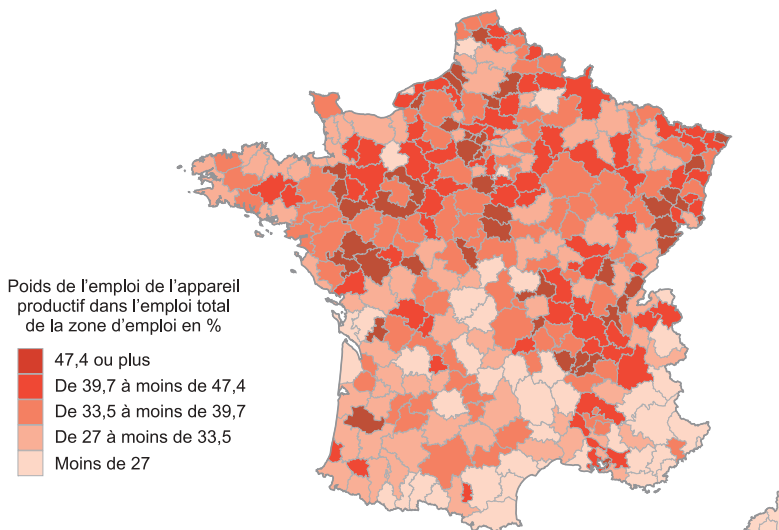 Poids de l'emploi de l'appareil
productif dans l'emploi total
de la zone d'emploi en %
47,4 ou plus
De 39,7 à moins de 47,4
De 33,5 à moins de 39,7
De 27 à moins de 33,5
Moins de 27